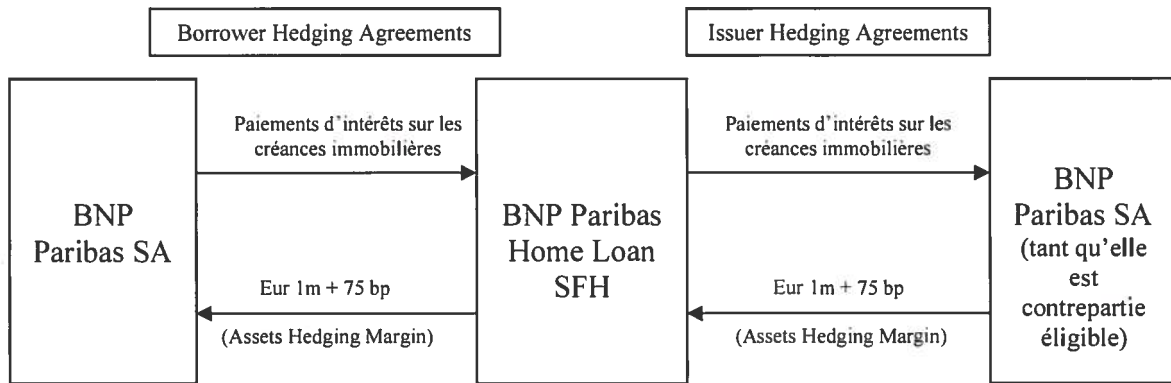 Borrower Hedging Agreements
Issuer Hedging Agreements
BNP
Paribas SA
Paiements d'intérêts sur les
créances immobilières
Eur 1m + 75 bp
(Assets Hedging Margin)
BNP Paribas
Home Loan
SFH
Paiements d'intérêts sur les
créances immobilières
Eur 1m + 75 bp
(Assets Hedging Margin)
BNP
Paribas SA
(tant qu'elle
est
contrepartie
éligible)